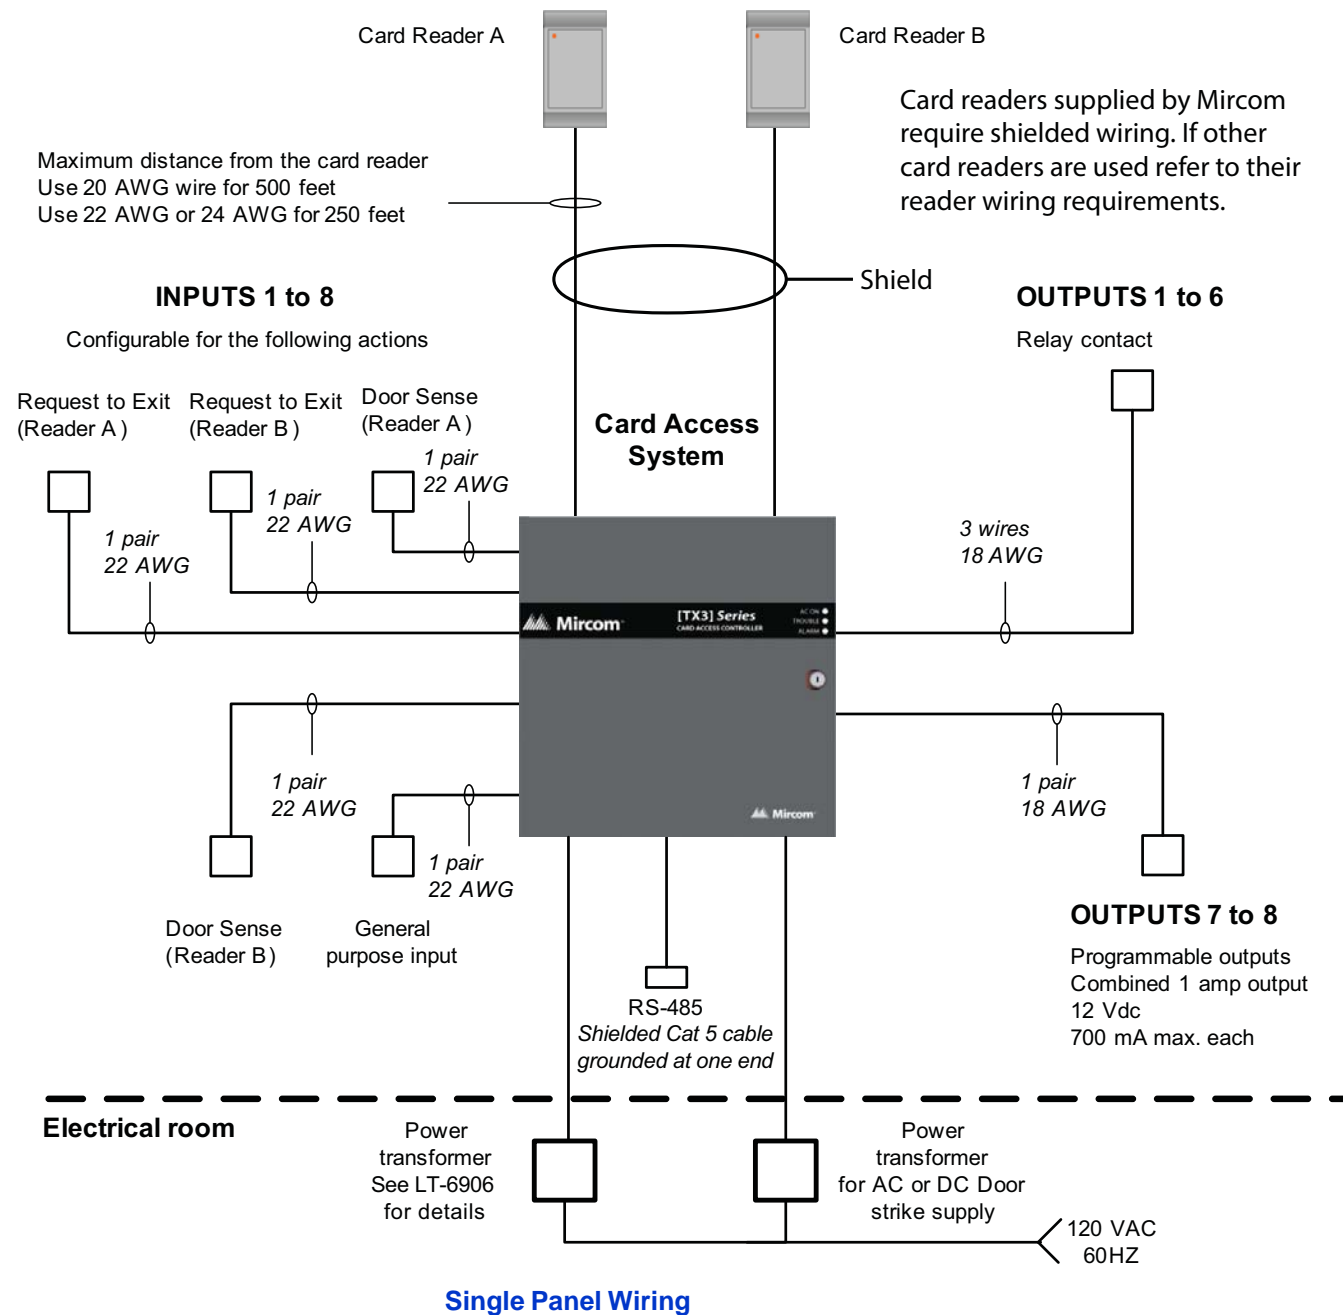 Card Reader A
Card Reader B
Card readers supplied by Mircom
require shielded wiring. If other
card readers are used refer to their
reader wiring requirements.
Maximum distance from the card reader
Use 20 AWG wire for 500 feet
Use 22 AWG or 24 AWG for 250 feet
Shield
INPUTS 1 to 8
Configurable for the following actions
OUTPUTS 1 to 6
Relay contact
Request to Exit
(Reader A)
Request to Exit
(Reader B)
Door Sense
(Reader A)
Card Access
System
1 pair
22 AWG
1 pair
22 AWG
1 pair
22 AWG
3 wires
18 AWG
Mircom
[TX3] Series
CARD ACCESS CONTROLLER
AC ON
TROUBLE
ALARM
1 pair
22 AWG
1 pair
22 AWG
1 pair
18 AWG
Mircom
Door Sense
(Reader B)
General
purpose input
OUTPUTS 7 to 8
Programmable outputs
Combined 1 amp output
12 Vdc
700 mA max. each
RS-485
Shielded Cat 5 cable
grounded at one end
Electrical room
Power
transformer
See LT-6906
for details
Power
transformer
for AC or DC Door
strike supply
120 VAC
60HZ
Single Panel Wiring